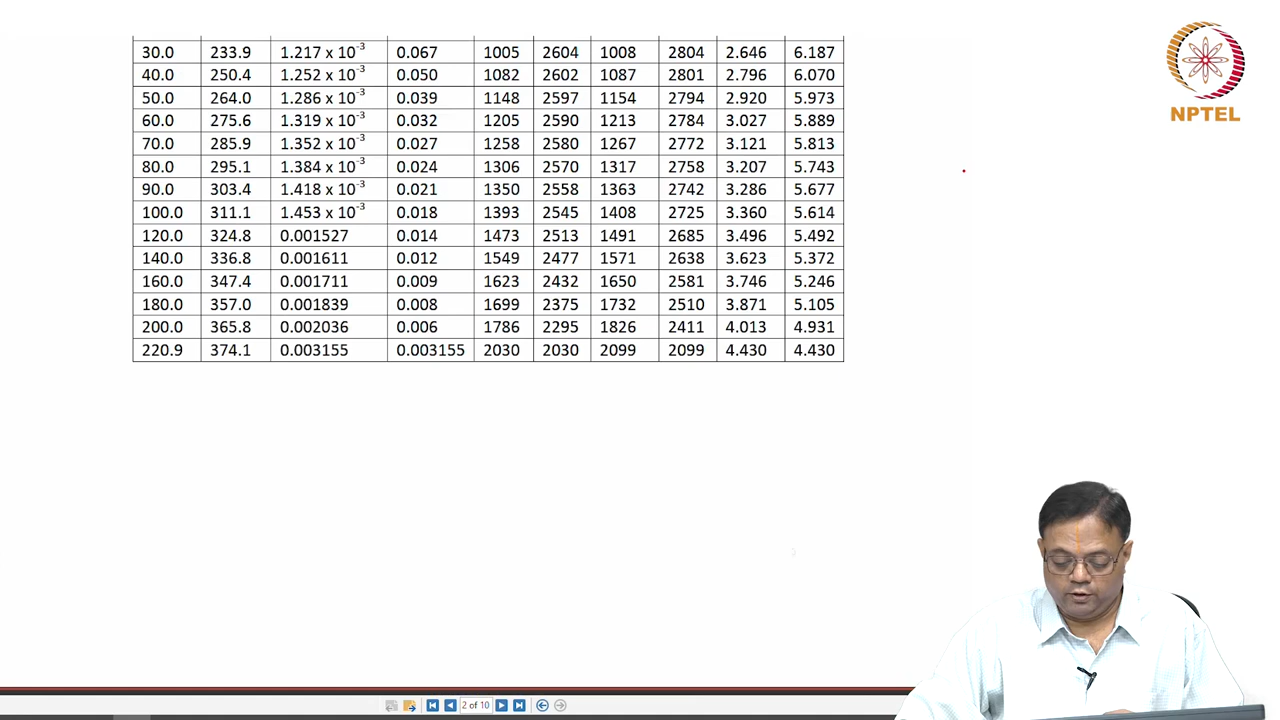 30.0 233.9 1.217 x 10⁻³ 0.067 1005 2604 1008 2804 2.646 6.187
40.0 250.4 1.252 x 10⁻³ 0.050 1082 2602 1087 2801 2.796 6.070
50.0 264.0 1.286 x 10⁻³ 0.039 1148 2597 1154 2794 2.920 5.973
60.0 275.6 1.319 x 10⁻³ 0.032 1205 2590 1213 2784 3.027 5.889
70.0 285.9 1.352 x 10⁻³ 0.027 1258 2580 1267 2772 3.121 5.813
80.0 295.1 1.384 x 10⁻³ 0.024 1306 2570 1317 2758 3.207 5.743
90.0 303.4 1.418 x 10⁻³ 0.021 1350 2558 1363 2742 3.286 5.677
100.0 311.1 1.453 x 10⁻³ 0.018 1393 2545 1408 2725 3.360 5.614
120.0 324.8 0.001527 0.014 1473 2513 1491 2685 3.496 5.492
140.0 336.8 0.001611 0.012 1549 2477 1571 2638 3.623 5.372
160.0 347.4 0.001711 0.009 1623 2432 1650 2581 3.746 5.246
180.0 357.0 0.001839 0.008 1699 2375 1732 2510 3.871 5.105
200.0 365.8 0.002036 0.006 1786 2295 1826 2411 4.013 4.931
220.9 374.1 0.003155 0.003155 2030 2030 2099 2099 4.430 4.430
NPTEL
2 of 10